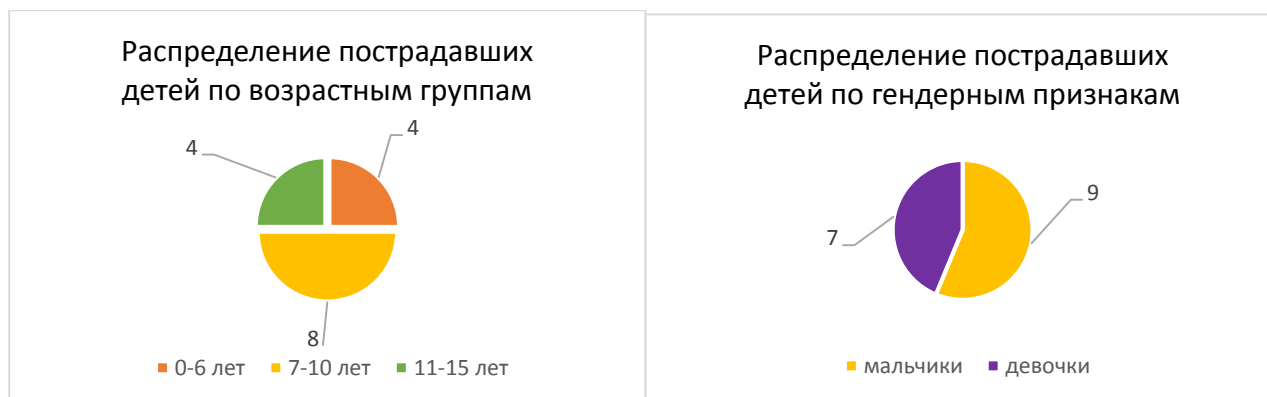 Распределение пострадавших
детей по возрастным группам
4
4
8
0-6 лет 7-10 лет 11-15 лет
Распределение пострадавших
детей по гендерным признакам
9
7
мальчики девочки